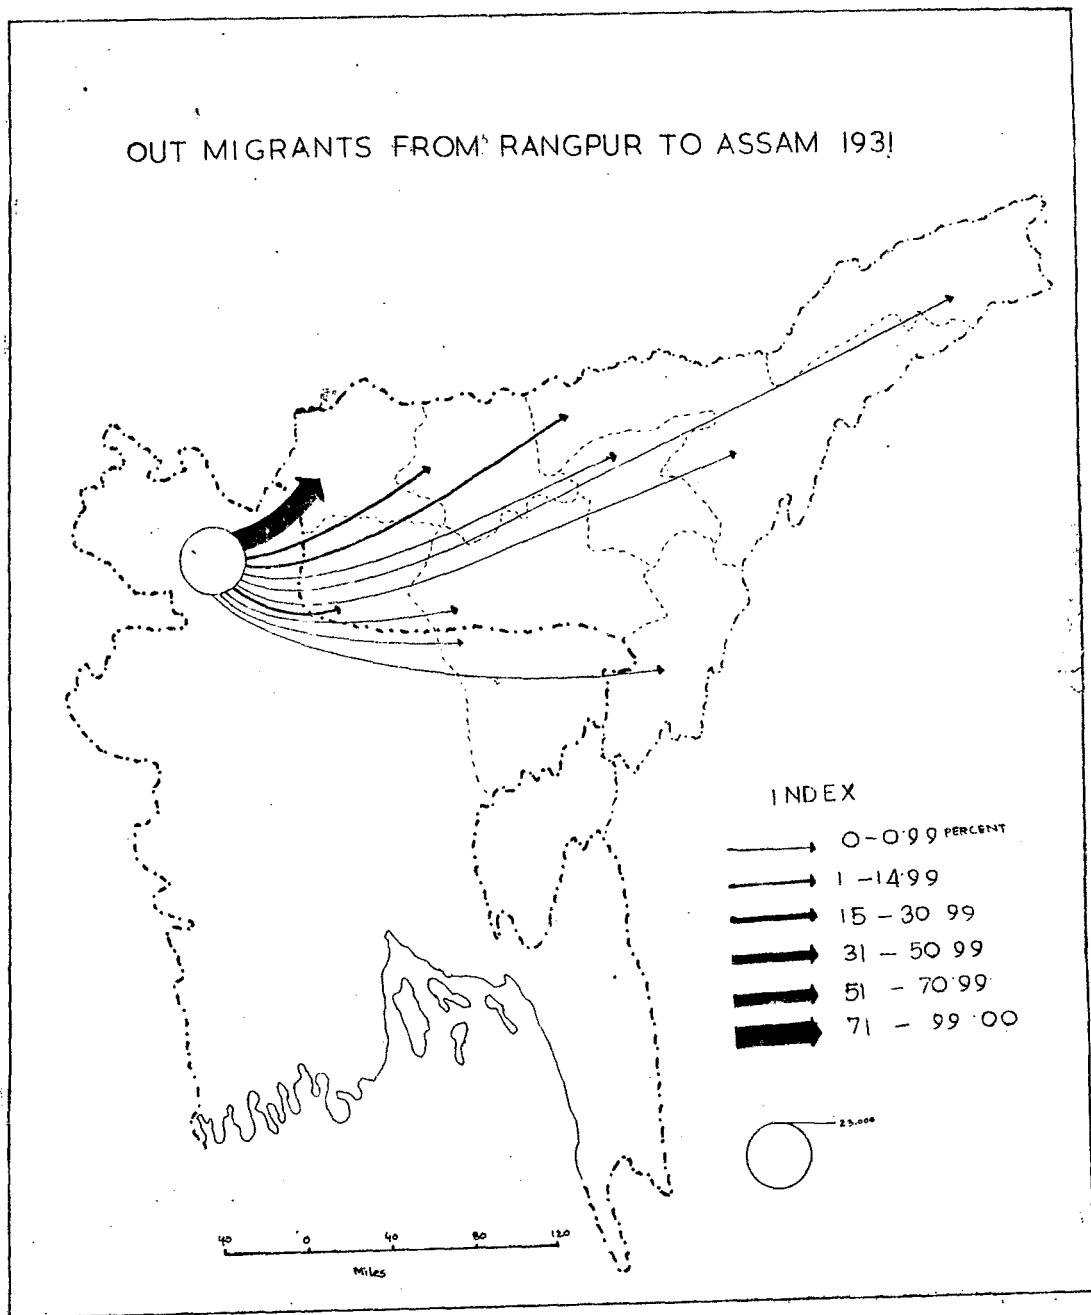 OUT MIGRANTS FROM RANGPUR TO ASSAM 1931
INDEX
0-0.99 PERCENT
1 -14.99
15 - 30 99
31 - 50 99
51 - 70.99
71 - 99.00
23.000
40 0 40 80 120
Miles